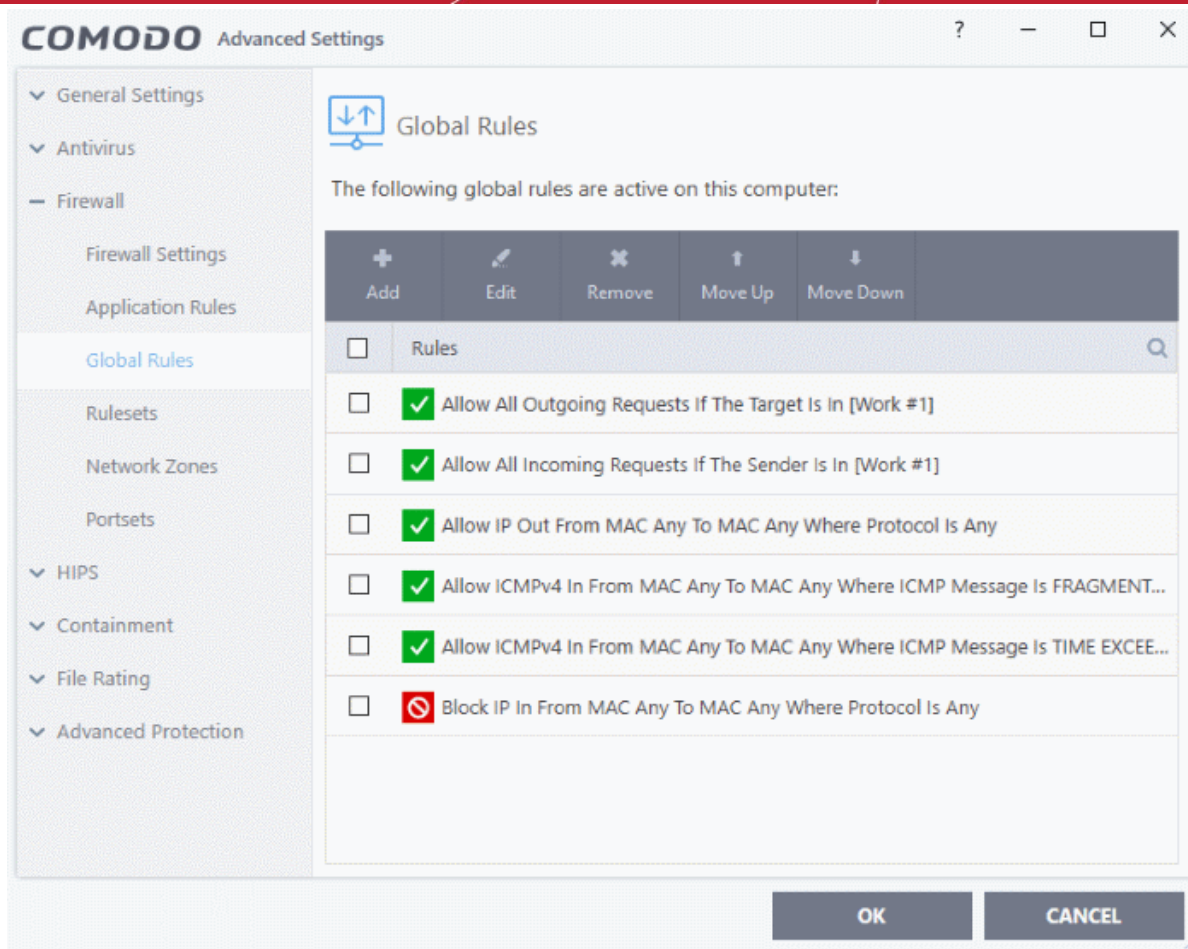 COMODO Advanced Settings
?
General Settings
Antivirus
Firewall
Firewall Settings
Application Rules
Global Rules
Rulesets
Network Zones
Portsets
HIPS
Containment
File Rating
Advanced Protection
Global Rules
The following global rules are active on this computer:
Add Edit Remove Move Up Move Down
Rules
Allow All Outgoing Requests If The Target Is In [Work #1]
Allow All Incoming Requests If The Sender Is In [Work #1]
Allow IP Out From MAC Any To MAC Any Where Protocol Is Any
Allow ICMPv4 In From MAC Any To MAC Any Where ICMP Message Is FRAGMENT...
Allow ICMPv4 In From MAC Any To MAC Any Where ICMP Message Is TIME EXCEE...
Block IP In From MAC Any To MAC Any Where Protocol Is Any
OK CANCEL